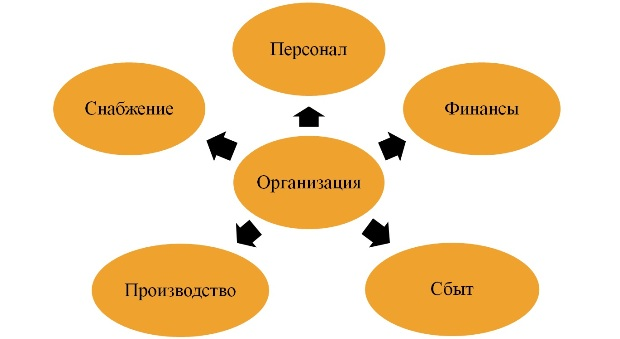 Персонал
Снабжение
Финансы
Организация
Производство
Сбыт